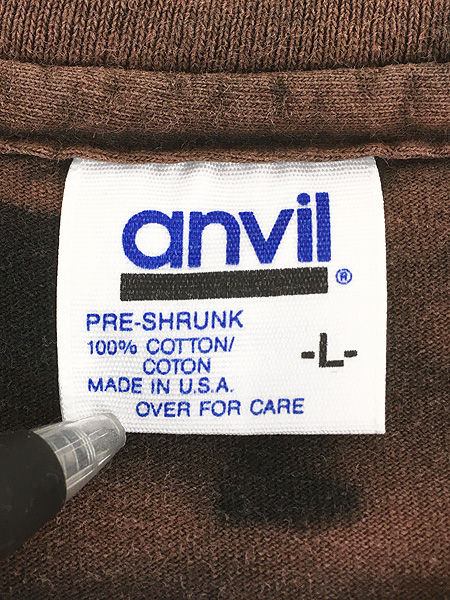 anvil
®
PRE-SHRUNK
100% COTTON/
COTON
-L-
MADE IN U.S.A.
OVER FOR CARE